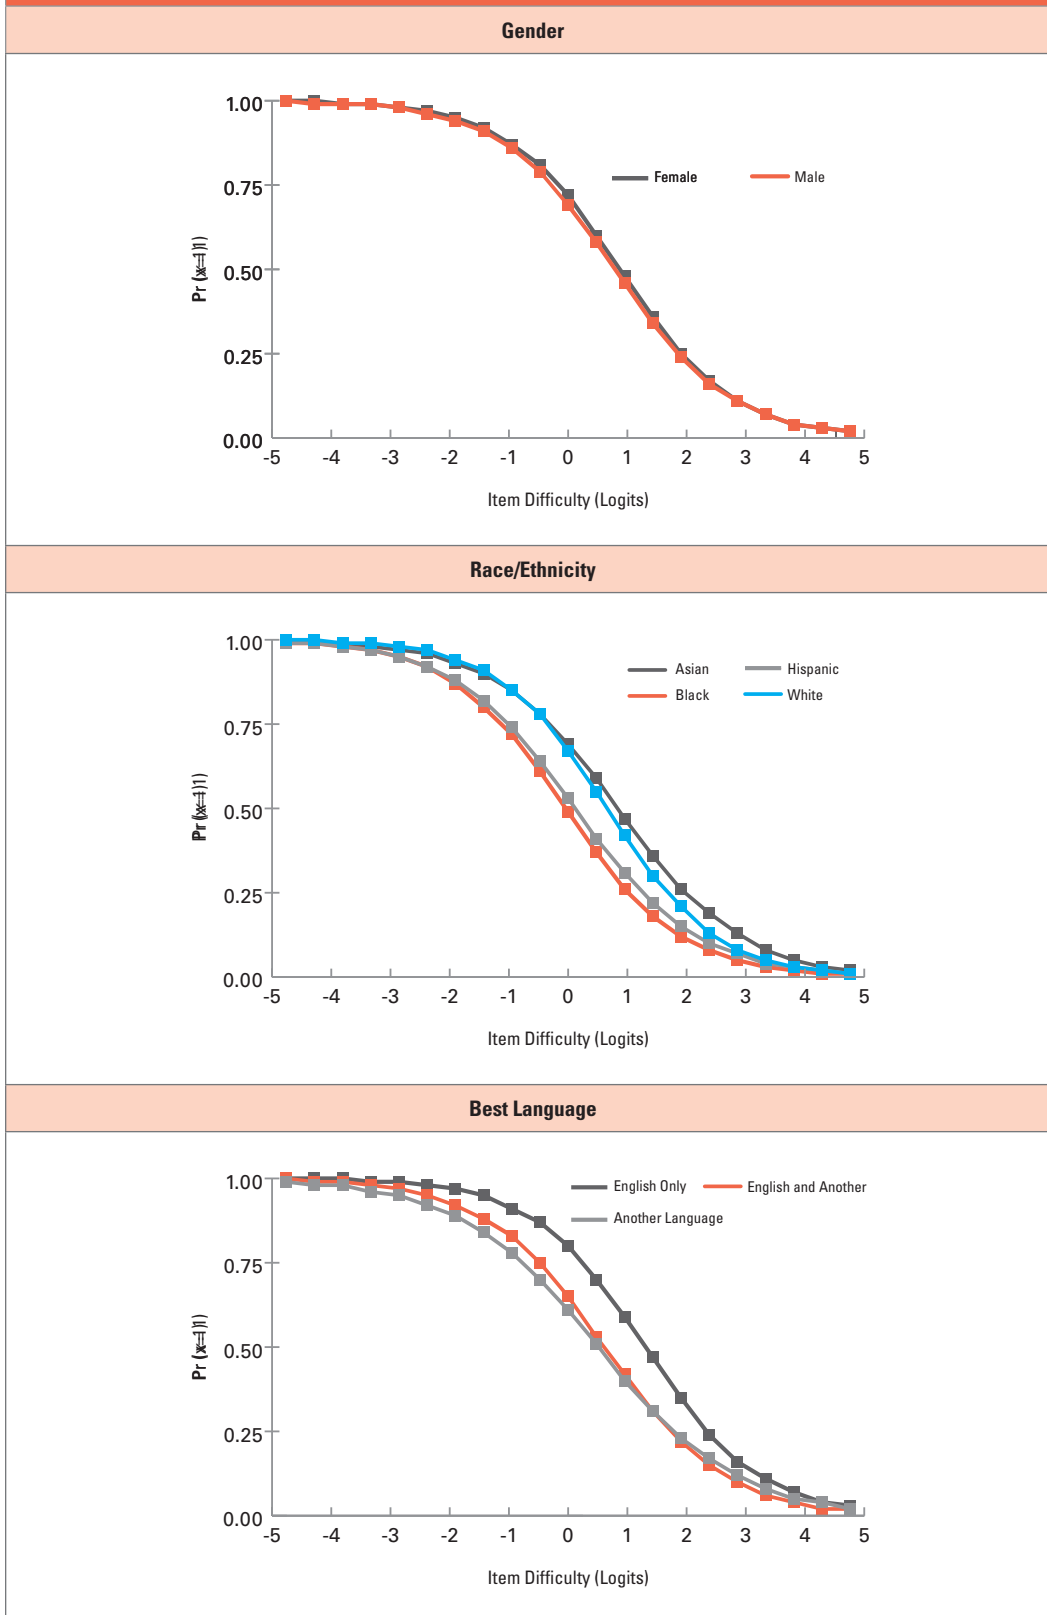 Gender
1.00
0.75
0.50
0.25
0.00
Pr (x=1)
Female Male
-5 -4 -3 -2 -1 0 1 2 3 4 5
Item Difficulty (Logits)
Race/Ethnicity
1.00
0.75
0.50
0.25
0.00
Pr (x=1)
Asian Hispanic
Black White
-5 -4 -3 -2 -1 0 1 2 3 4 5
Item Difficulty (Logits)
Best Language
1.00
0.75
0.50
0.25
0.00
Pr (x=1)
English Only English and Another
Another Language
-5 -4 -3 -2 -1 0 1 2 3 4 5
Item Difficulty (Logits)